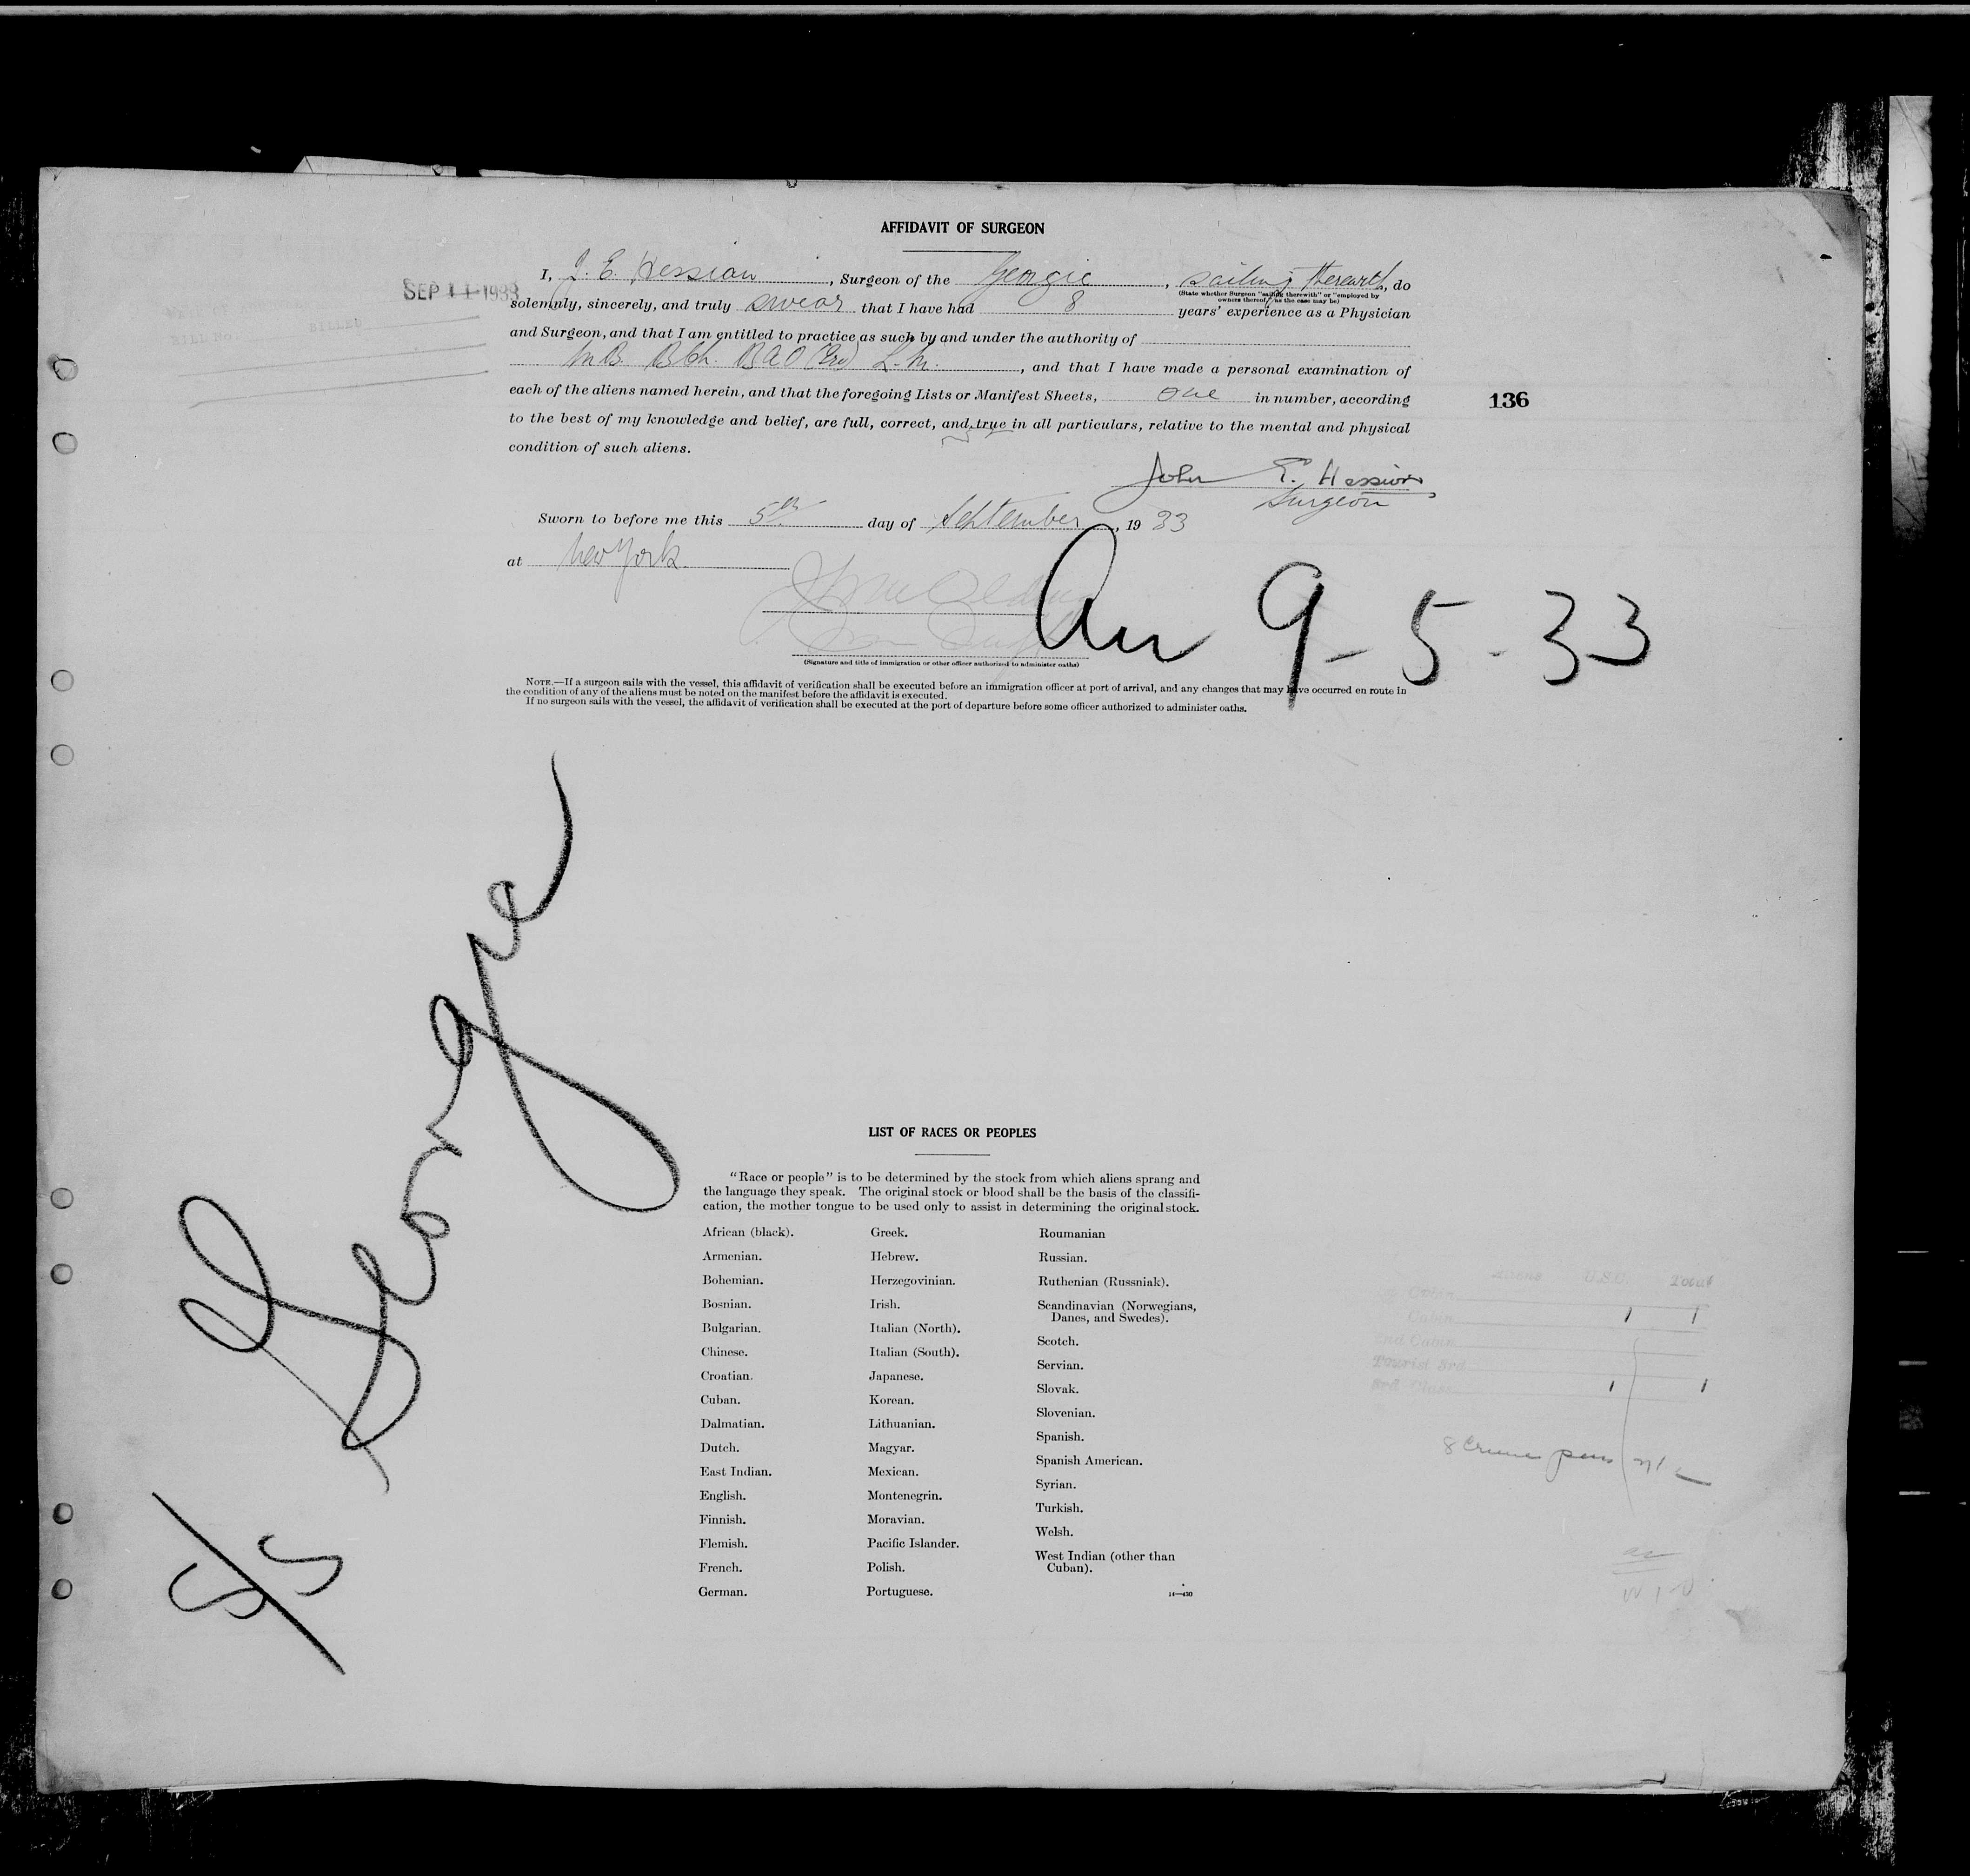 AFFIDAVIT OF SURGEON
I, J. E. Hession, Surgeon of the Georgic, sailing therewith, do
(State whether Surgeon "sailing therewith" or "employed by
owners thereof," as the case may be)
SEP 11 1933
solemnly, sincerely, and truly swear that I have had 8 years' experience as a Physician
BILLED
BILL No.
and Surgeon, and that I am entitled to practice as such by and under the authority of
M.B. B.Ch. B.A.O. L.M., and that I have made a personal examination of
each of the aliens named herein, and that the foregoing Lists or Manifest Sheets, one in number, according
136
to the best of my knowledge and belief, are full, correct, and true in all particulars, relative to the mental and physical
condition of such aliens.
John E. Hession
Surgeon
Sworn to before me this 5th day of September, 1933
at New York
Arr 9-5-33
(Signature and title of immigration or other officer authorized to administer oaths)
NOTE.—If a surgeon sails with the vessel, this affidavit of verification shall be executed before an immigration officer at port of arrival, and any changes that may have occurred en route in
the condition of any of the aliens must be noted on the manifest before the affidavit is executed.
If no surgeon sails with the vessel, the affidavit of verification shall be executed at the port of departure before some officer authorized to administer oaths.
S/S Georgic
LIST OF RACES OR PEOPLES
"Race or people" is to be determined by the stock from which aliens sprang and
the language they speak. The original stock or blood shall be the basis of the classifi-
cation, the mother tongue to be used only to assist in determining the original stock.
African (black).
Armenian.
Bohemian.
Bosnian.
Bulgarian.
Chinese.
Croatian.
Cuban.
Dalmatian.
Dutch.
East Indian.
English.
Finnish.
Flemish.
French.
German.
Greek.
Hebrew.
Herzegovinian.
Irish.
Italian (North).
Italian (South).
Japanese.
Korean.
Lithuanian.
Magyar.
Mexican.
Montenegrin.
Moravian.
Pacific Islander.
Polish.
Portuguese.
Roumanian
Russian.
Ruthenian (Russniak).
Scandinavian (Norwegians,
Danes, and Swedes).
Scotch.
Servian.
Slovak.
Slovenian.
Spanish.
Spanish American.
Syrian.
Turkish.
Welsh.
West Indian (other than
Cuban).
Aliens U.S.C. Total
Cabin
Cabin 1 1
2nd Cabin
Tourist 3rd
3rd Class 1 1
8